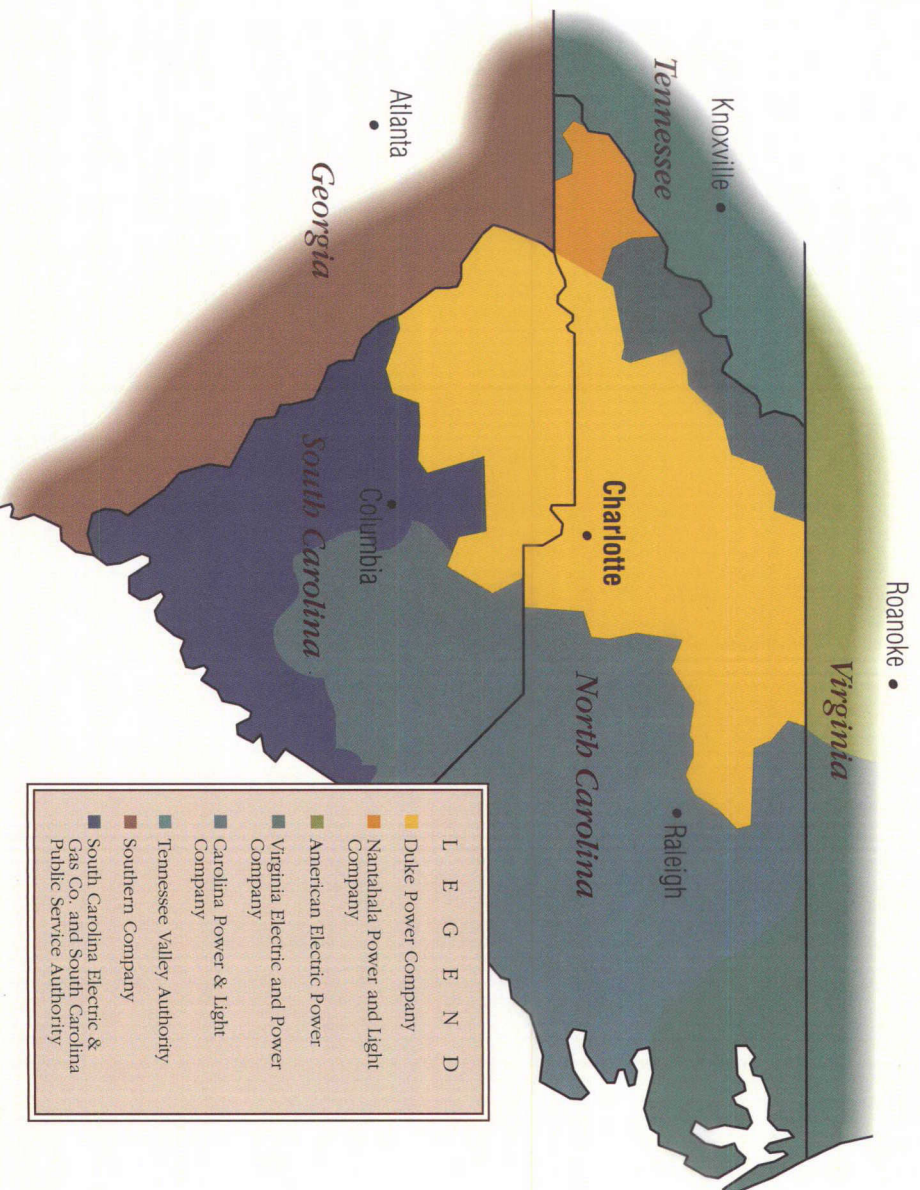 Roanoke
Virginia
Knoxville
Tennessee
Raleigh
Charlotte
North Carolina
Atlanta
Columbia
Georgia
South Carolina
L E G E N D
Duke Power Company
Nantahala Power and Light
Company
American Electric Power
Virginia Electric and Power
Company
Carolina Power & Light
Company
Tennessee Valley Authority
Southern Company
South Carolina Electric &
Gas Co. and South Carolina
Public Service Authority